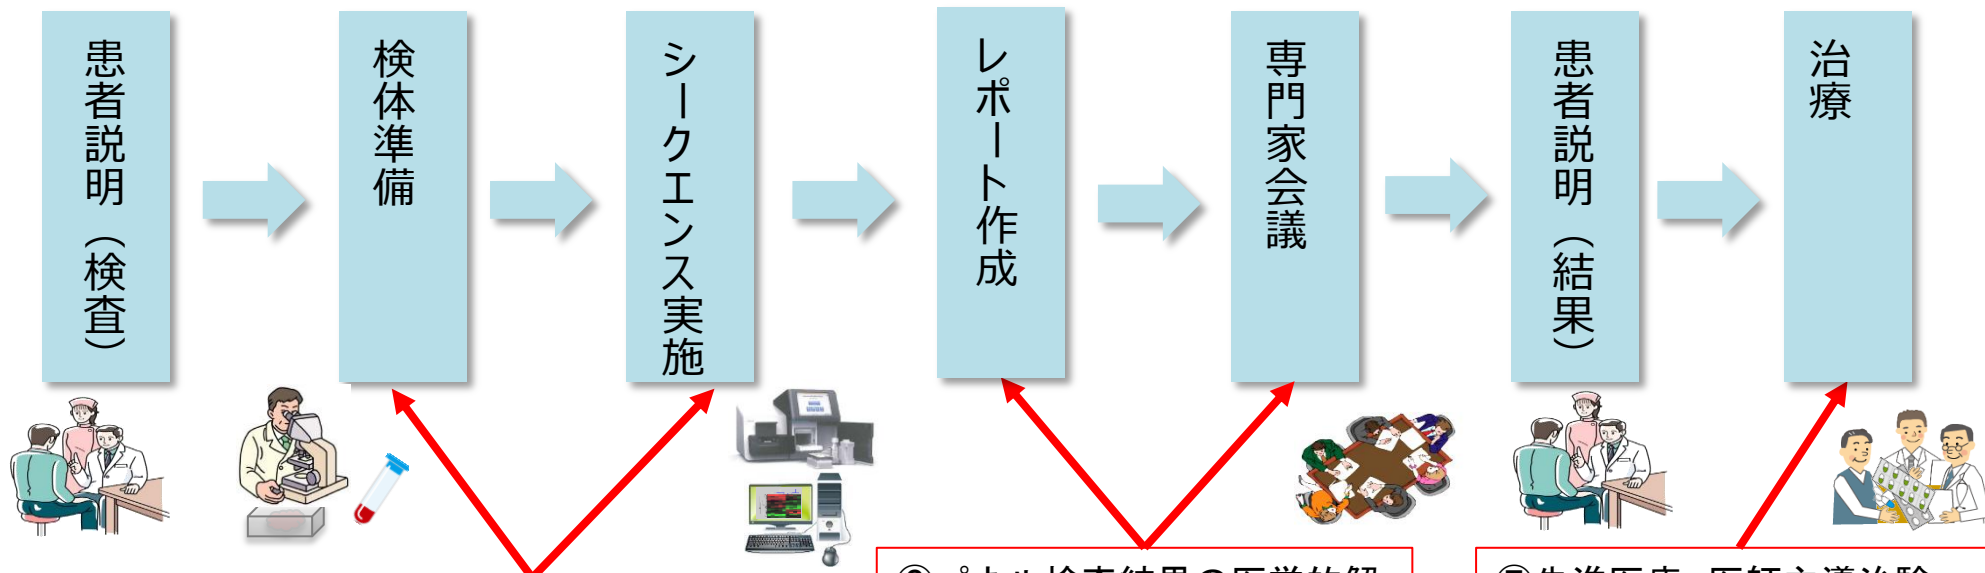 患者説明（検査）
検体準備
シークエンス実施
レポート作成
専門家会議
患者説明（結果）
治療